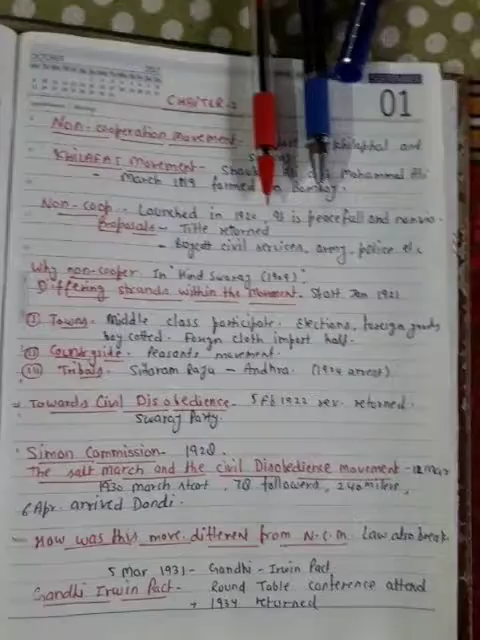 OCTOBER
CHAPTER-2
01
Non-cooperation movement - khilaphat and
KHILAFAT Movement - Mohammad Ali
- March 1919 formed in Bombay.
Non-coop. Launched in 1920, It is peacefull and nonvio-
Proposals - Title returned
- Boycott civil services, army, police etc
Why non-cooper. In "Hind Swaraj (1909)".
Differing strands within the Movement. Start Jan 1921
(i) Towns. Middle class participate. Elections, foreign goods
boycotted. Foreign cloth import half.
(ii) Countryside. Peasants movement.
(iii) Tribals. Sitaram Raju - Andhra. (1924 arrest)
= Towards Civil Disobedience. 5 Feb 1922 returned.
Swaraj Party.
Simon Commission - 1928.
The salt march and the civil Disobedience movement - 12 Mar
1930 march start, 78 followers, 240 miles,
6 Apr. arrived Dandi.
How was this move. different from N.C.M. Law also break
5 Mar 1931 - Gandhi - Irwin Pact
Gandhi Irwin Pact. Round Table conference attend
1934 returned